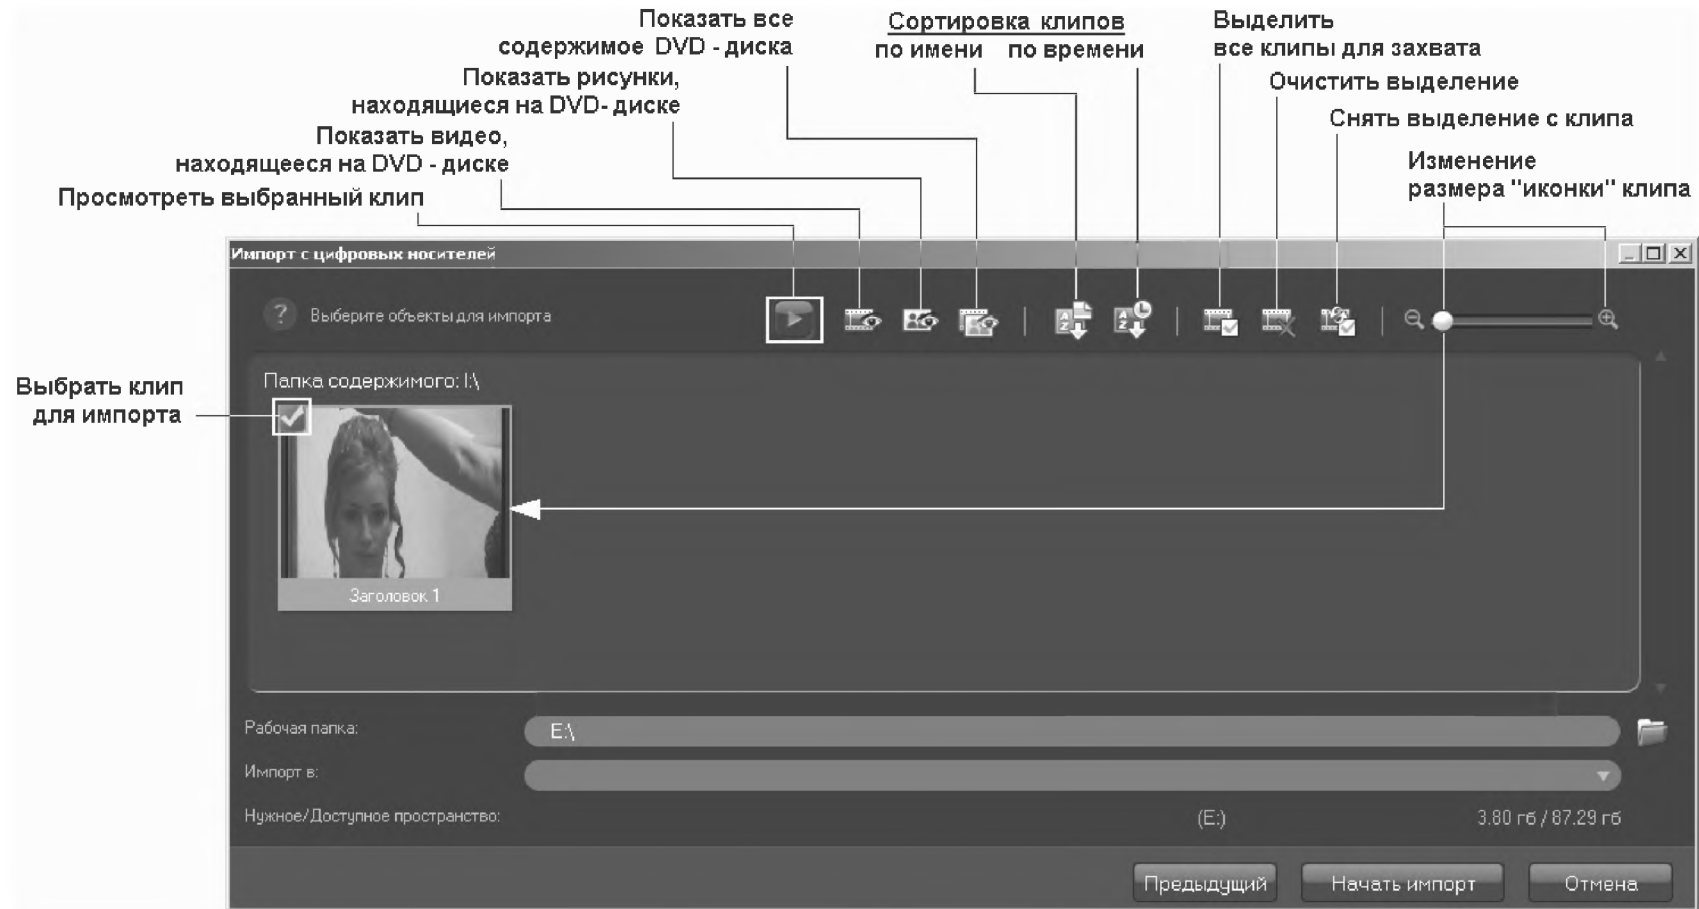 Показать все
содержимое DVD - диска
Сортировка клипов
по имени по времени
Выделить
все клипы для захвата
Показать рисунки,
находящиеся на DVD- диске
Очистить выделение
Показать видео,
находящееся на DVD - диске
Снять выделение с клипа
Просмотреть выбранный клип
Изменение
размера "иконки" клипа
Импорт с цифровых носителей
? Выберите объекты для импорта
Выбрать клип
для импорта
Папка содержимого: I:\
Заголовок 1
Рабочая папка:
E:\
Импорт в:
Нужное/Доступное пространство:
(E:)
3.80 гб / 87.29 гб
Предыдущий
Начать импорт
Отмена